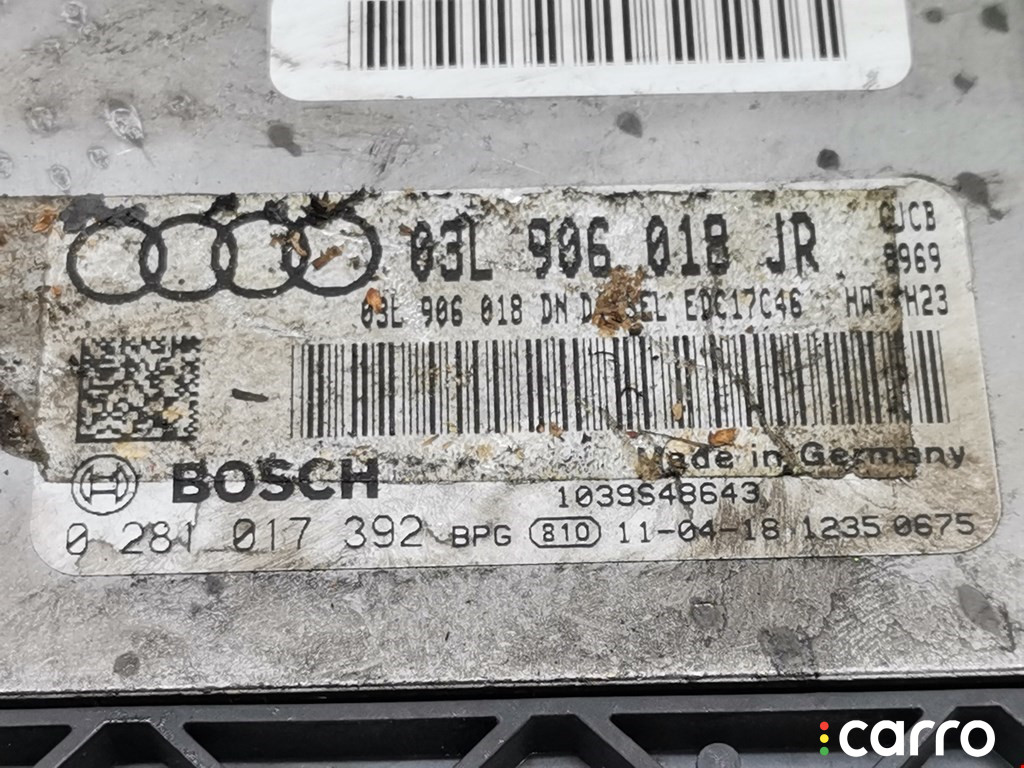 03L 906 018 JR
8969
03L 906 018 DN EDC17C46
Made in Germany
BOSCH
1039S48643
0 281 017 392 BPG 810 11-04-18 1235 0675
carro